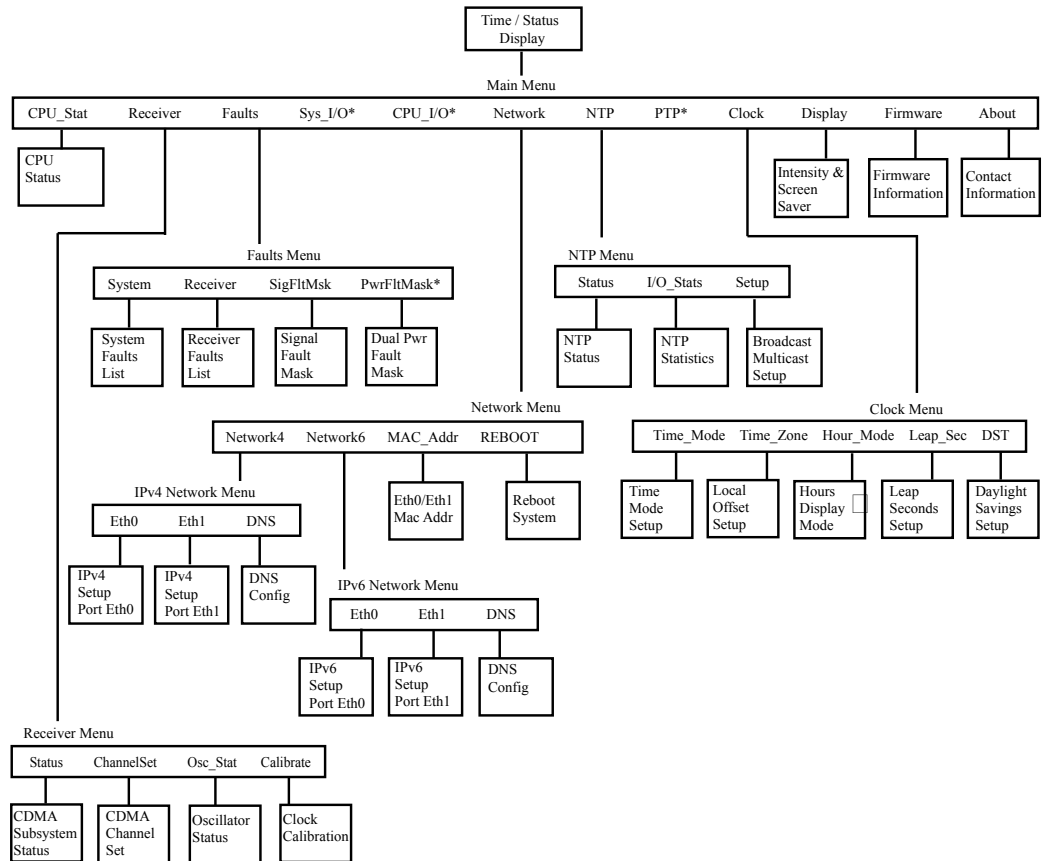 Time / Status
Display
Main Menu
CPU_Stat Receiver Faults Sys_I/O* CPU_I/O* Network NTP PTP* Clock Display Firmware About
CPU
Status
Intensity &
Screen
Saver
Firmware
Information
Contact
Information
Faults Menu
System Receiver SigFltMsk PwrFltMask*
System
Faults
List
Receiver
Faults
List
Signal
Fault
Mask
Dual Pwr
Fault
Mask
NTP Menu
Status I/O_Stats Setup
NTP
Status
NTP
Statistics
Broadcast
Multicast
Setup
Network Menu
Network4 Network6 MAC_Addr REBOOT
Eth0/Eth1
Mac Addr
Reboot
System
Clock Menu
Time_Mode Time_Zone Hour_Mode Leap_Sec DST
Time
Mode
Setup
Local
Offset
Setup
Hours
Display
Mode
Leap
Seconds
Setup
Daylight
Savings
Setup
IPv4 Network Menu
Eth0 Eth1 DNS
IPv4
Setup
Port Eth0
IPv4
Setup
Port Eth1
DNS
Config
IPv6 Network Menu
Eth0 Eth1 DNS
IPv6
Setup
Port Eth0
IPv6
Setup
Port Eth1
DNS
Config
Receiver Menu
Status ChannelSet Osc_Stat Calibrate
CDMA
Subsystem
Status
CDMA
Channel
Set
Oscillator
Status
Clock
Calibration